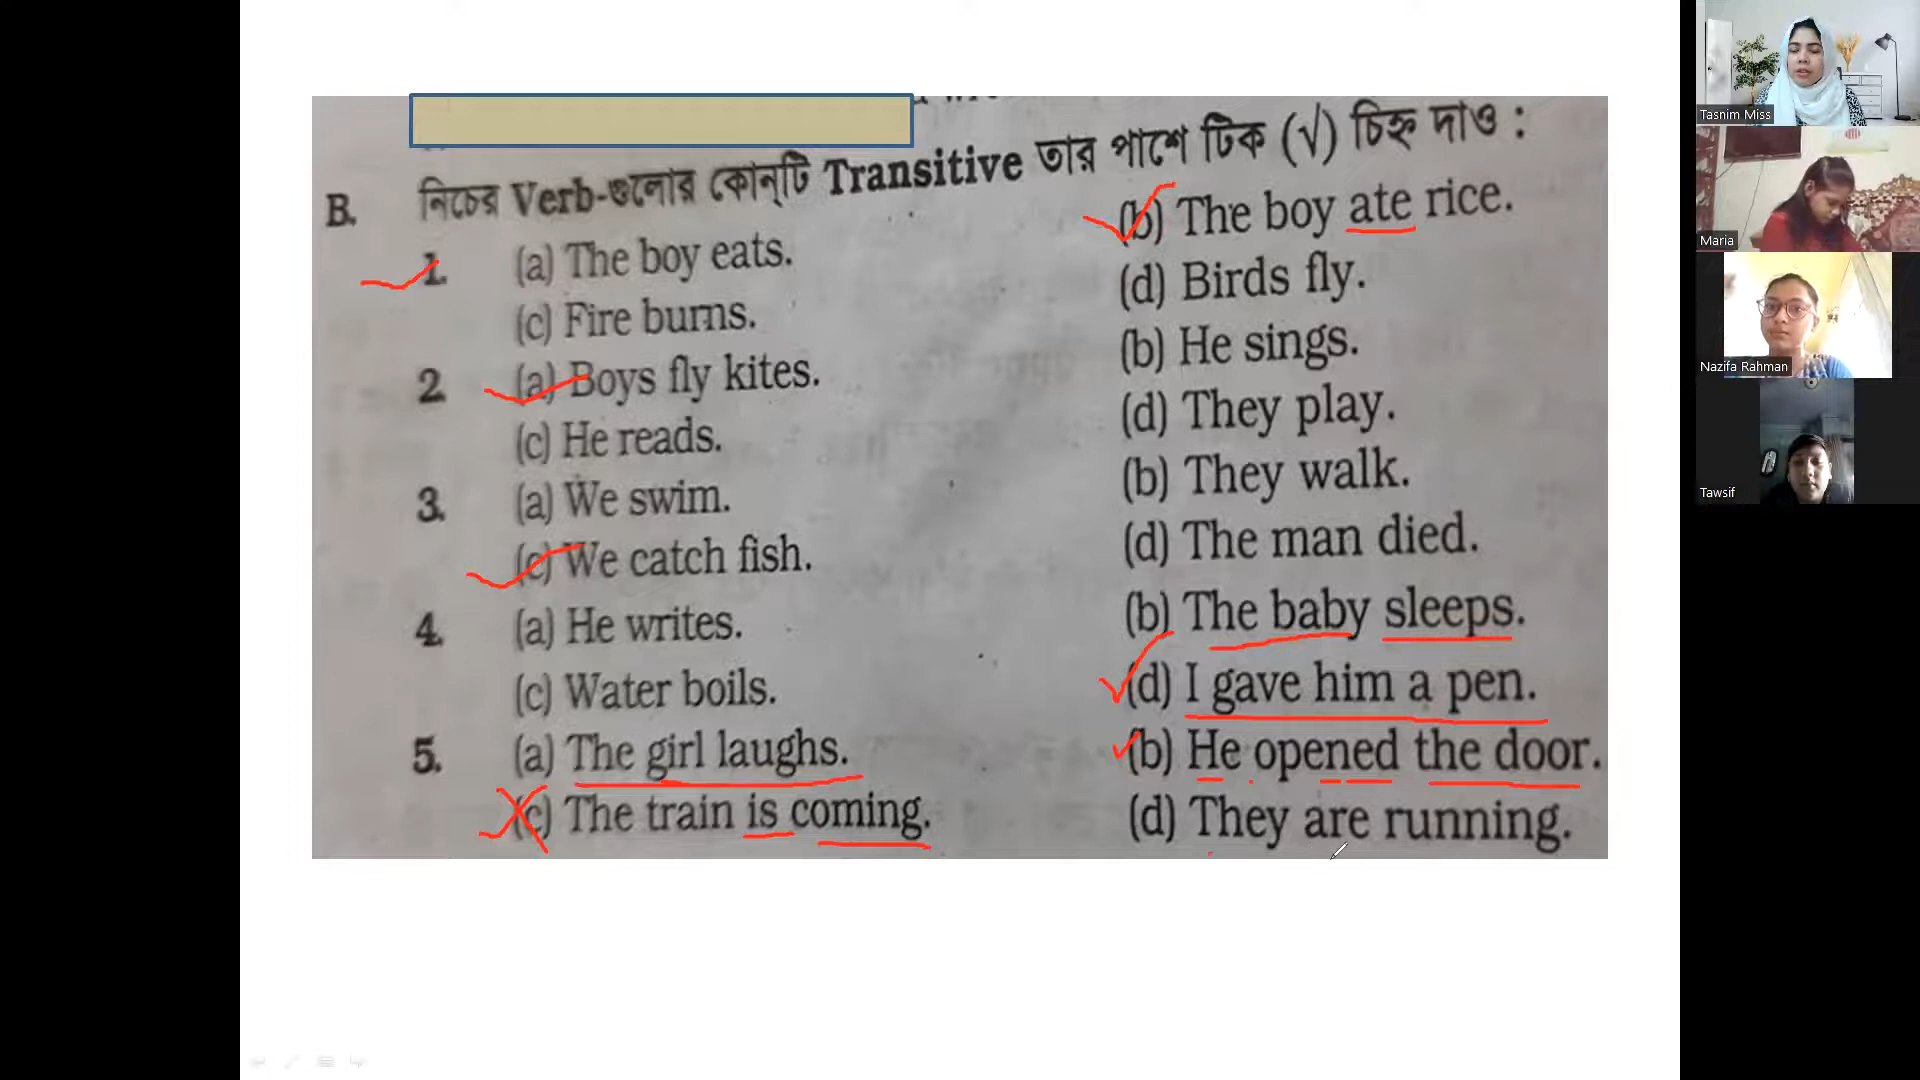 B. নিচের Verb-গুলোর কোন্‌টি Transitive তার পাশে টিক (√) চিহ্ন দাও :
1. (a) The boy eats. (b) The boy ate rice.
(c) Fire burns. (d) Birds fly.
2. (a) Boys fly kites. (b) He sings.
(c) He reads. (d) They play.
3. (a) We swim. (b) They walk.
(c) We catch fish. (d) The man died.
4. (a) He writes. (b) The baby sleeps.
(c) Water boils. (d) I gave him a pen.
5. (a) The girl laughs. (b) He opened the door.
(c) The train is coming. (d) They are running.
Tasnim Miss
Maria
Nazifa Rahman
Tawsif